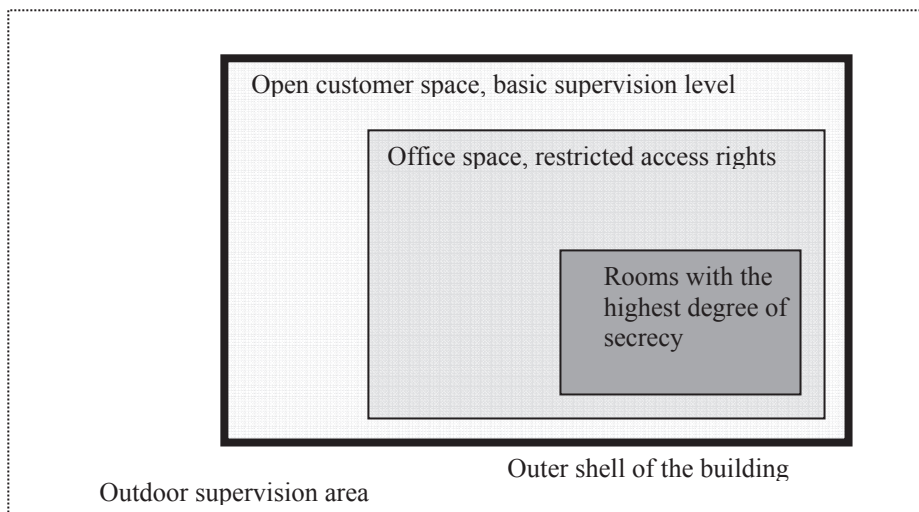 Open customer space, basic supervision level
Office space, restricted access rights
Rooms with the
highest degree of
secrecy
Outer shell of the building
Outdoor supervision area